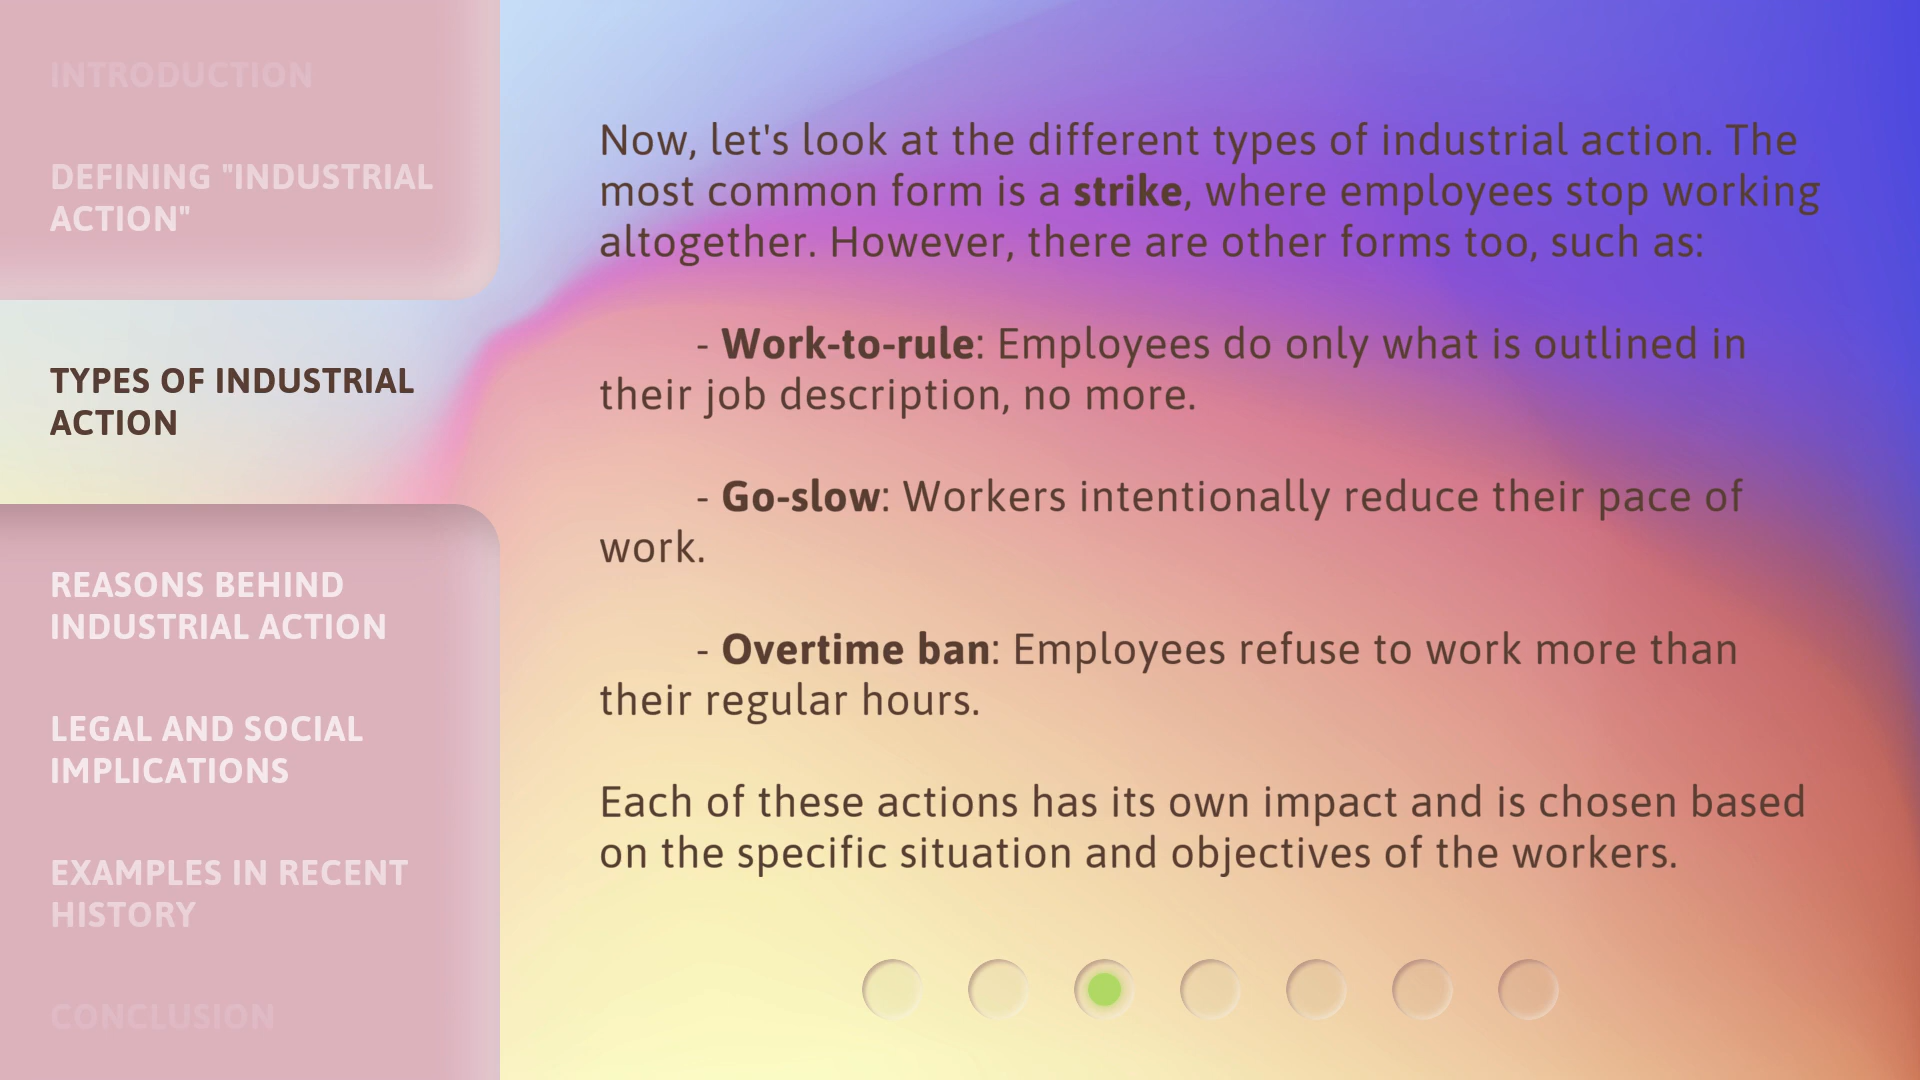 INTRODUCTION
DEFINING "INDUSTRIAL
ACTION"
TYPES OF INDUSTRIAL
ACTION
REASONS BEHIND
INDUSTRIAL ACTION
LEGAL AND SOCIAL
IMPLICATIONS
EXAMPLES IN RECENT
HISTORY
CONCLUSION
Now, let's look at the different types of industrial action. The
most common form is a strike, where employees stop working
altogether. However, there are other forms too, such as:
- Work-to-rule: Employees do only what is outlined in
their job description, no more.
- Go-slow: Workers intentionally reduce their pace of
work.
- Overtime ban: Employees refuse to work more than
their regular hours.
Each of these actions has its own impact and is chosen based
on the specific situation and objectives of the workers.